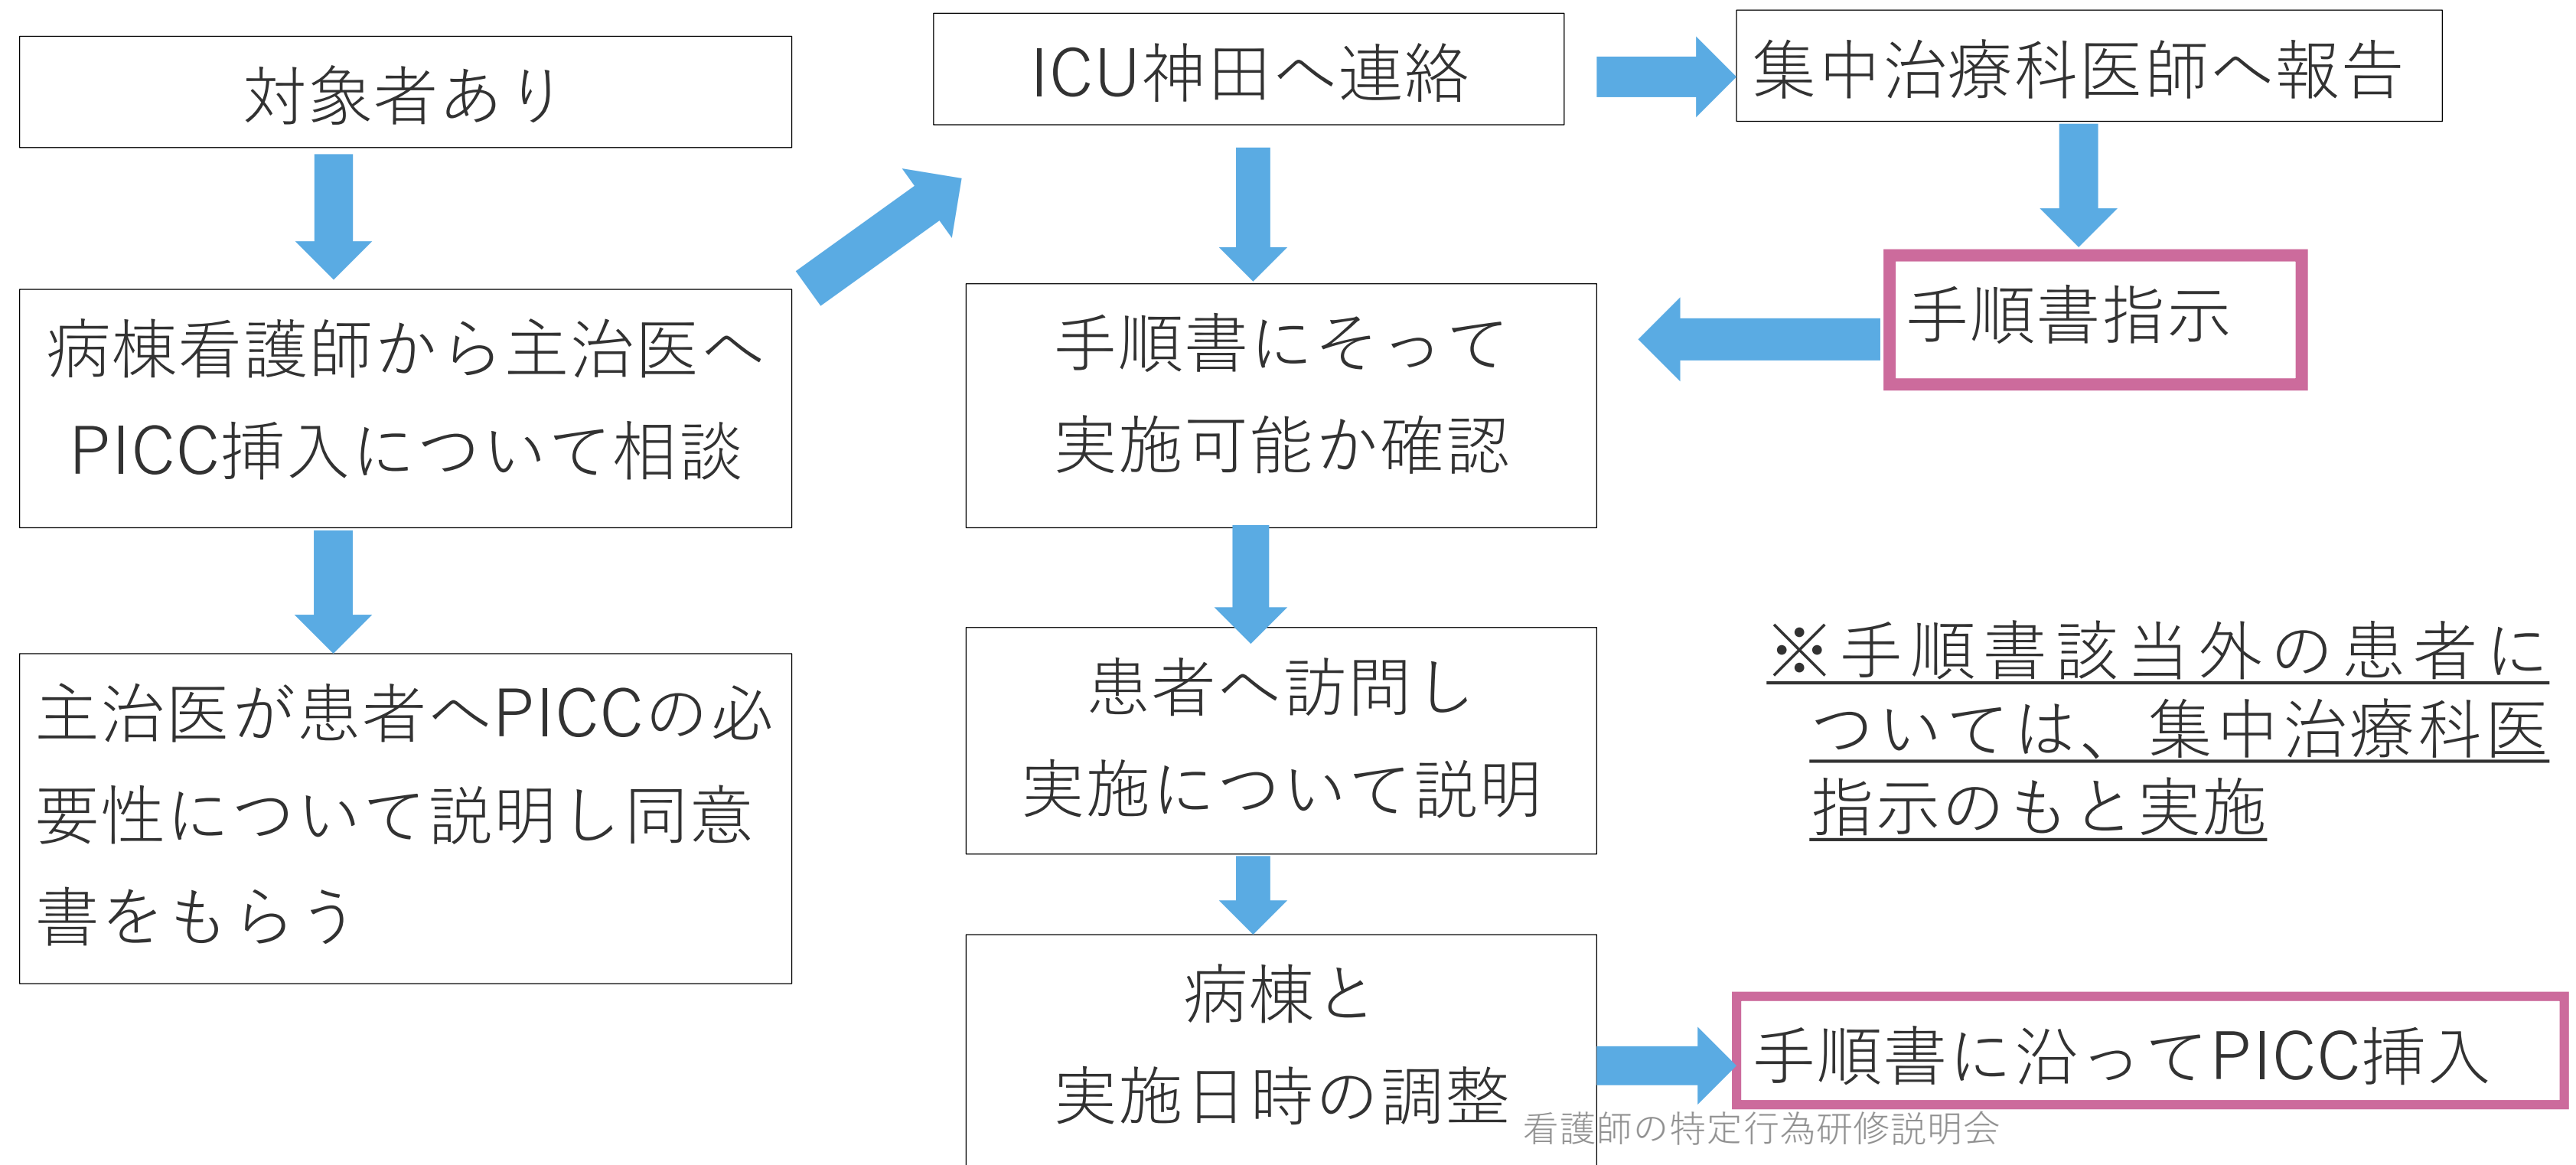 対象者あり
病棟看護師から主治医へ
PICC挿入について相談
主治医が患者へPICCの必
要性について説明し同意
書をもらう
ICU神田へ連絡
集中治療科医師へ報告
手順書指示
手順書にそって
実施可能か確認
患者へ訪問し
実施について説明
病棟と
実施日時の調整
手順書に沿ってPICC挿入
※手順書該当外の患者に
ついては、集中治療科医
指示のもと実施
看護師の特定行為研修説明会